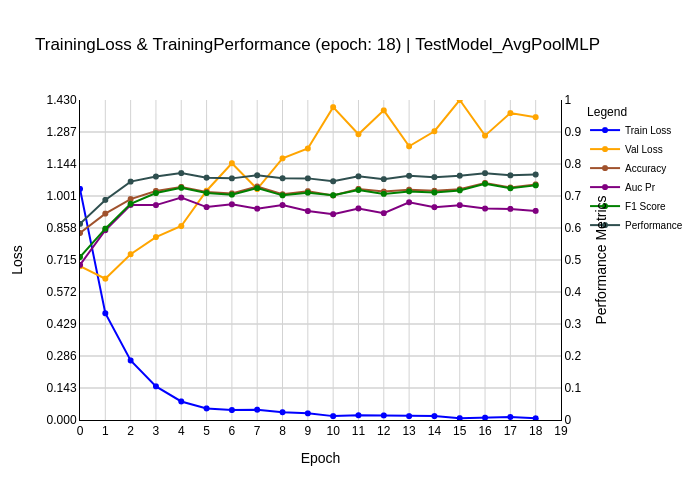 TrainingLoss & TrainingPerformance (epoch: 18) | TestModel_AvgPoolMLP
1.430
1.287
1.144
1.001
0.858
0.715
0.572
0.429
0.286
0.143
0.000
Loss
0 1 2 3 4 5 6 7 8 9 10 11 12 13 14 15 16 17 18 19
Epoch
1
0.9
0.8
0.7
0.6
0.5
0.4
0.3
0.2
0.1
0
Performance Metrics
Legend
Train Loss
Val Loss
Accuracy
Auc Pr
F1 Score
Performance